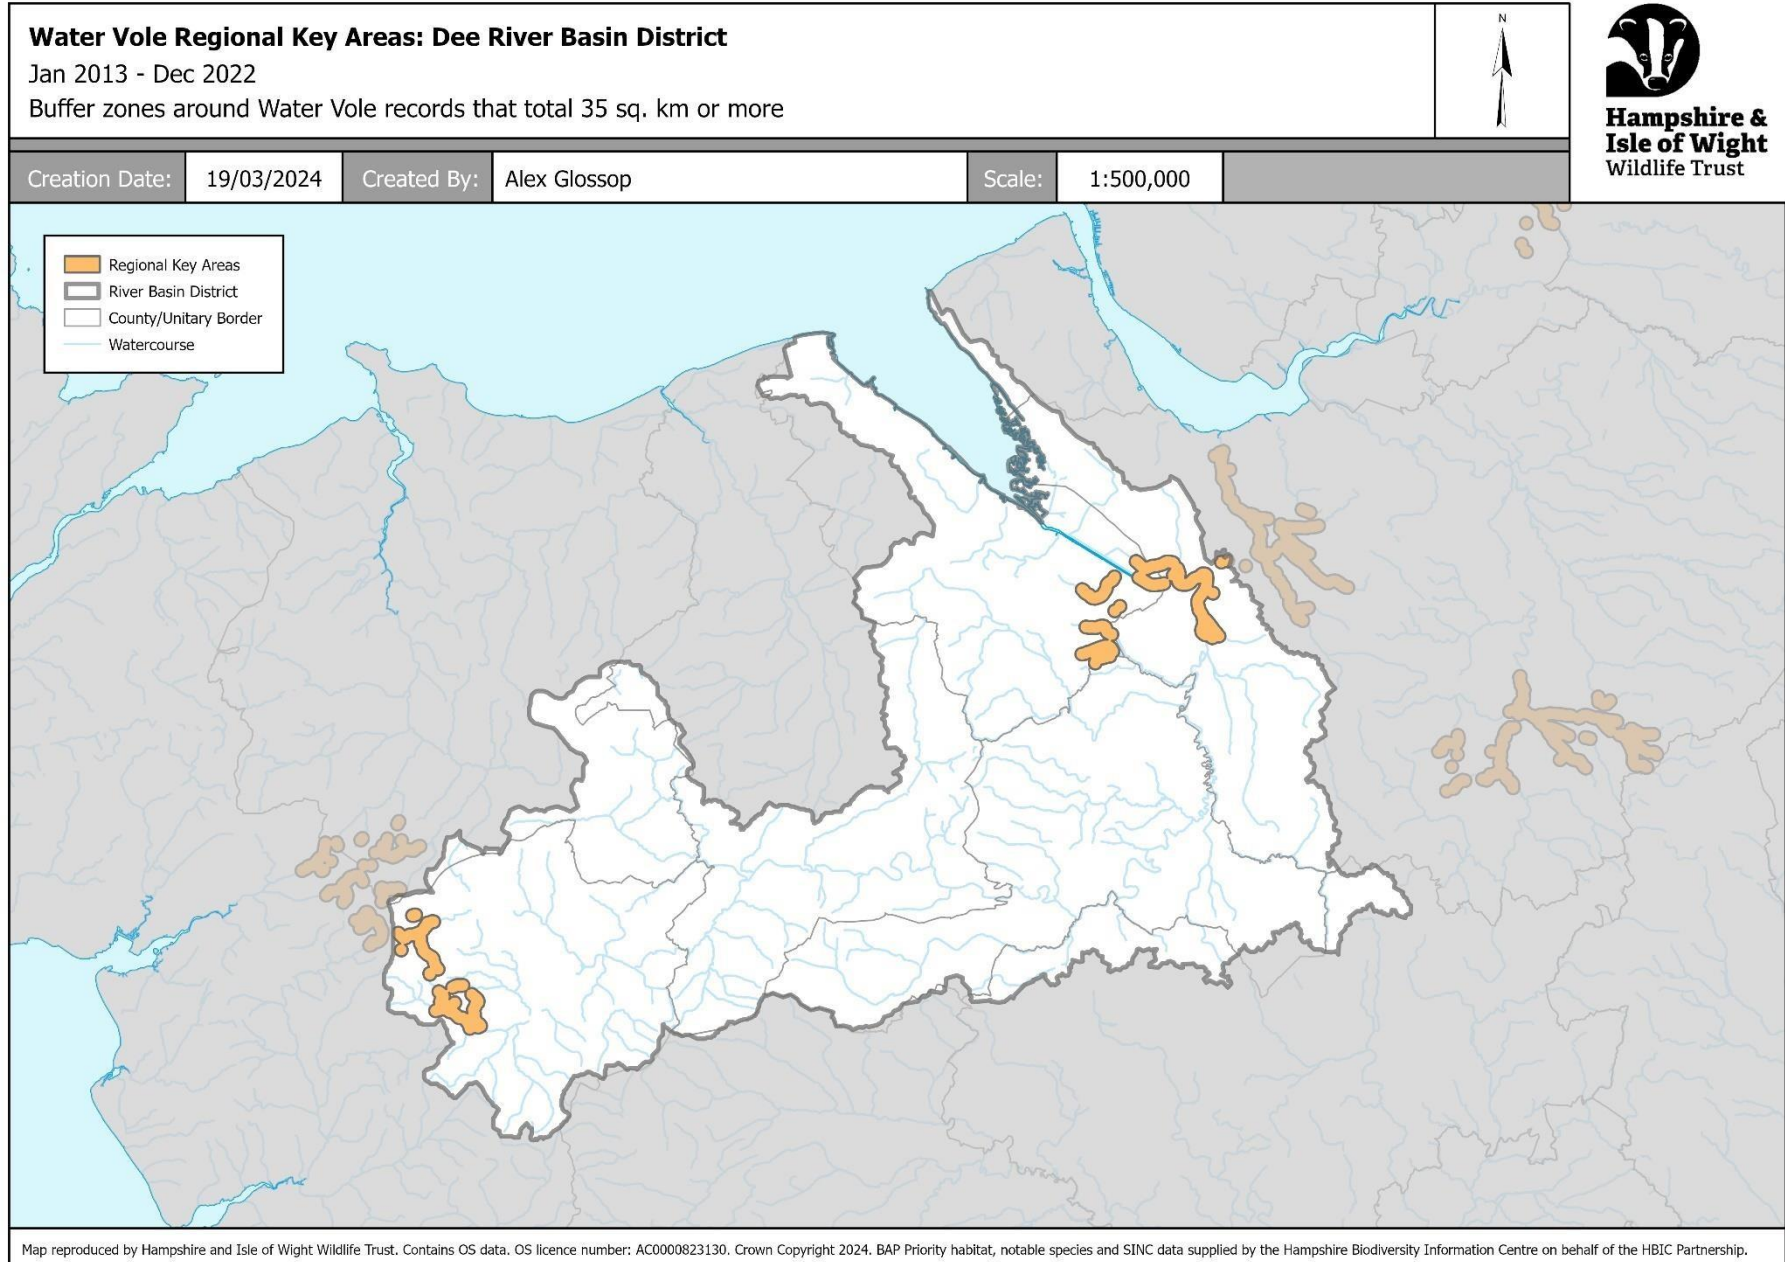 Water Vole Regional Key Areas: Dee River Basin District
Jan 2013 - Dec 2022
Buffer zones around Water Vole records that total 35 sq. km or more
N
Hampshire &
Isle of Wight
Wildlife Trust
Creation Date: 19/03/2024 Created By: Alex Glossop Scale: 1:500,000
Regional Key Areas
River Basin District
County/Unitary Border
Watercourse
Map reproduced by Hampshire and Isle of Wight Wildlife Trust. Contains OS data. OS licence number: AC0000823130. Crown Copyright 2024. BAP Priority habitat, notable species and SINC data supplied by the Hampshire Biodiversity Information Centre on behalf of the HBIC Partnership.